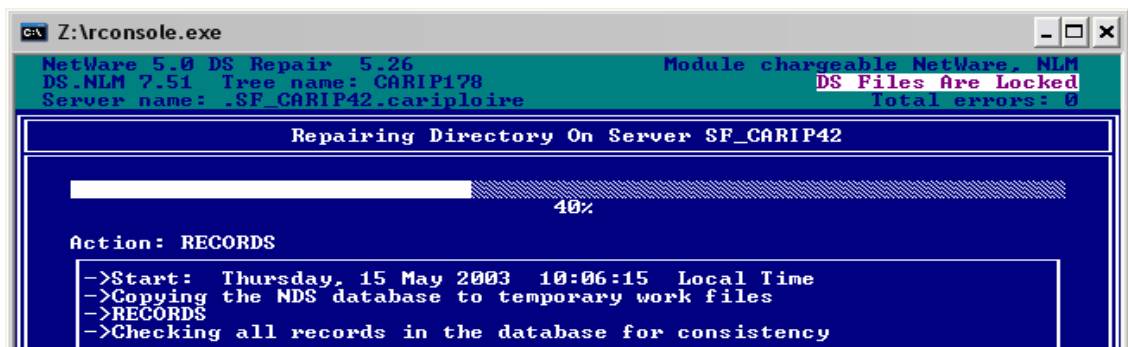 Z:\rconsole.exe
NetWare 5.0 DS Repair 5.26 Module chargeable NetWare, NLM
DS.NLM 7.51 Tree name: CARIP178 DS Files Are Locked
Server name: .SF_CARIP42.cariploire Total errors: 0
Repairing Directory On Server SF_CARIP42
40%
Action: RECORDS
->Start: Thursday, 15 May 2003 10:06:15 Local Time
->Copying the NDS database to temporary work files
->RECORDS
->Checking all records in the database for consistency